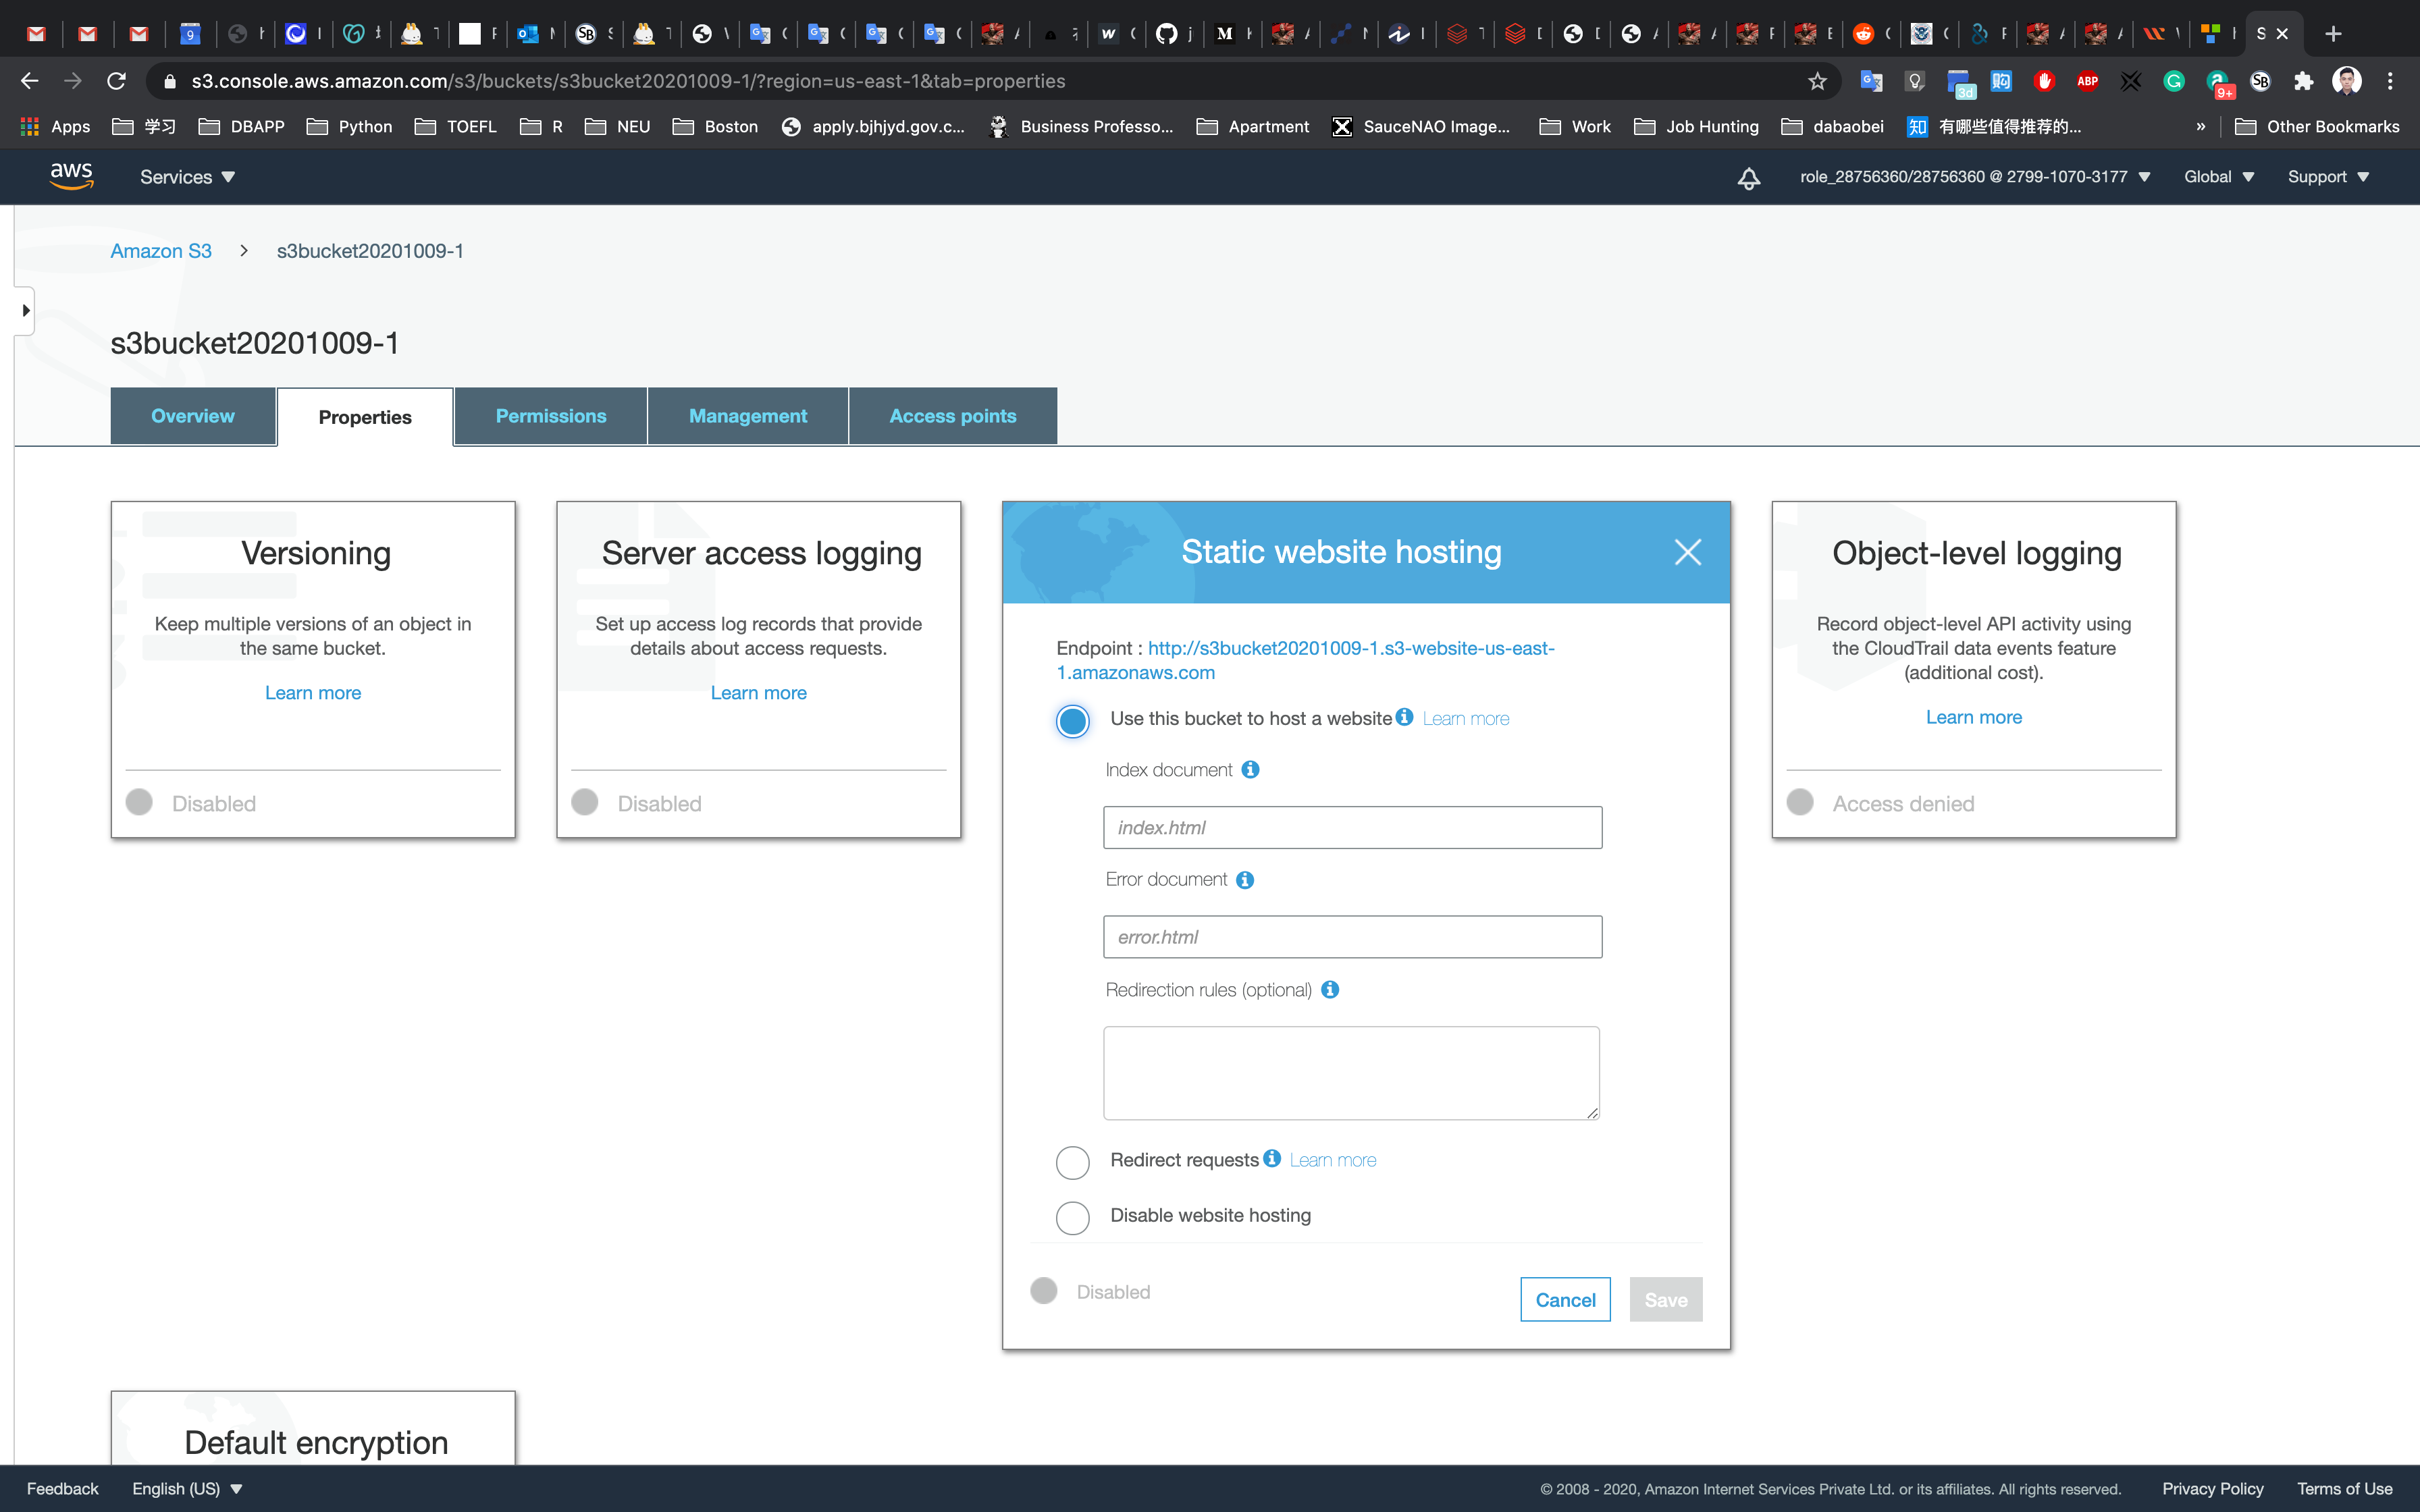 s3.console.aws.amazon.com/s3/buckets/s3bucket20201009-1/?region=us-east-1&tab=properties
3d ABP 9+ SB
Apps 学习 DBAPP Python TOEFL R NEU Boston apply.bjhjyd.gov.c... Business Professo... Apartment SauceNAO Image... Work Job Hunting dabaobei 知 有哪些值得推荐的... » Other Bookmarks
aws Services role_28756360/28756360 @ 2799-1070-3177 Global Support
Amazon S3 > s3bucket20201009-1
s3bucket20201009-1
Overview Properties Permissions Management Access points
Versioning
Keep multiple versions of an object in
the same bucket.
Learn more
Disabled
Server access logging
Set up access log records that provide
details about access requests.
Learn more
Disabled
Static website hosting
Endpoint : http://s3bucket20201009-1.s3-website-us-east-
1.amazonaws.com
Use this bucket to host a website Learn more
Index document
index.html
Error document
error.html
Redirection rules (optional)
Redirect requests Learn more
Disable website hosting
Disabled
Cancel Save
Object-level logging
Record object-level API activity using
the CloudTrail data events feature
(additional cost).
Learn more
Access denied
Default encryption
Feedback English (US) © 2008 - 2020, Amazon Internet Services Private Ltd. or its affiliates. All rights reserved. Privacy Policy Terms of Use